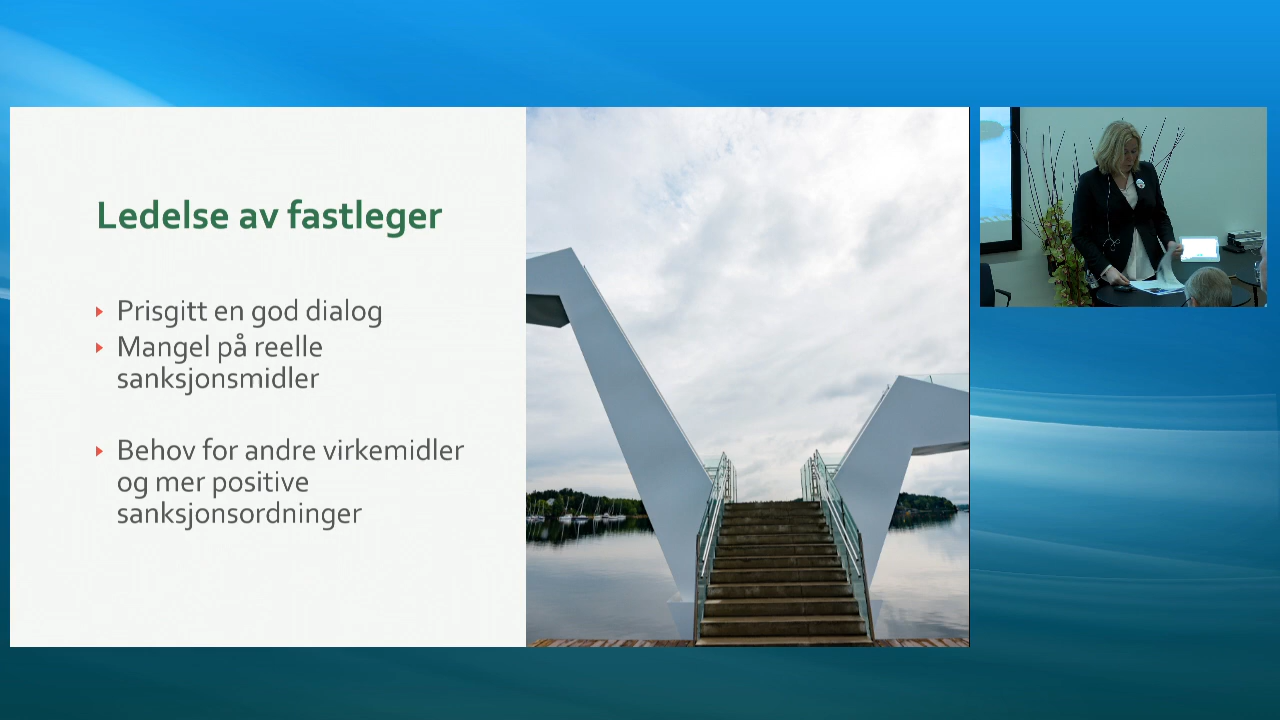 Ledelse av fastleger
Prisgitt en god dialog
Mangel på reelle
sanksjonsmidler
Behov for andre virkemidler
og mer positive
sanksjonsordninger